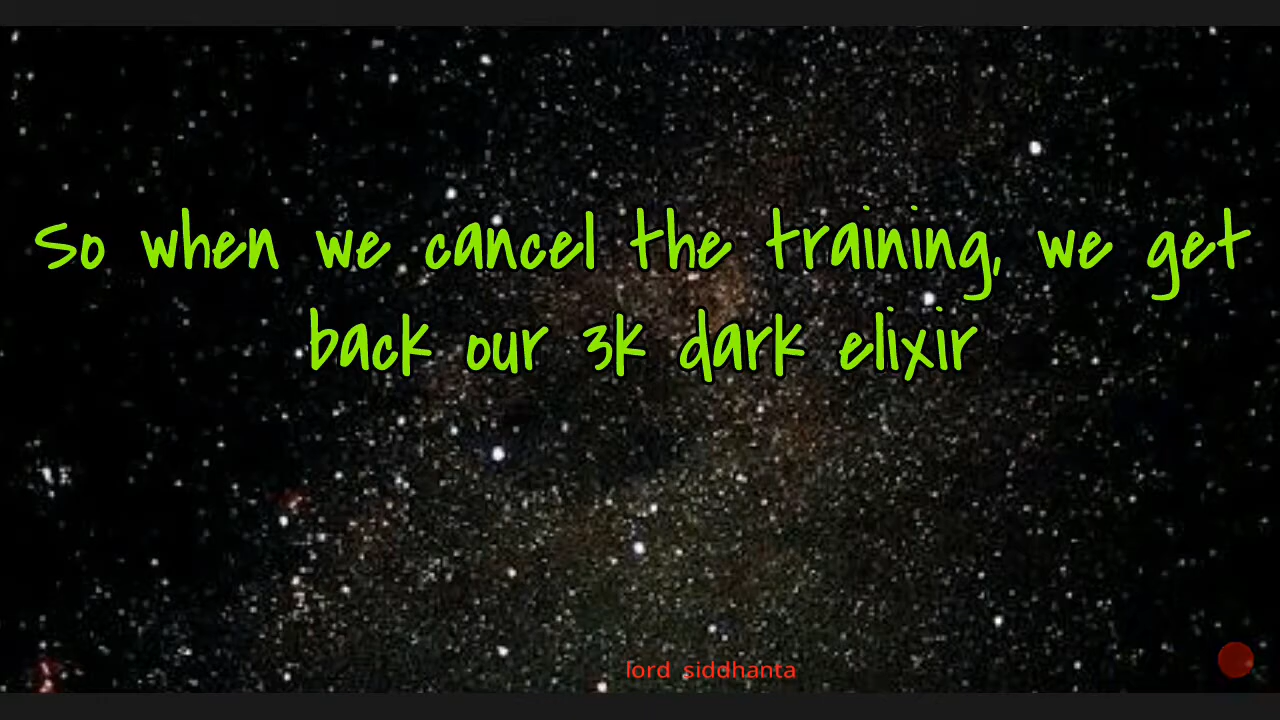 So when we cancel the training, we get
back our 3k dark elixir
lord siddhanta